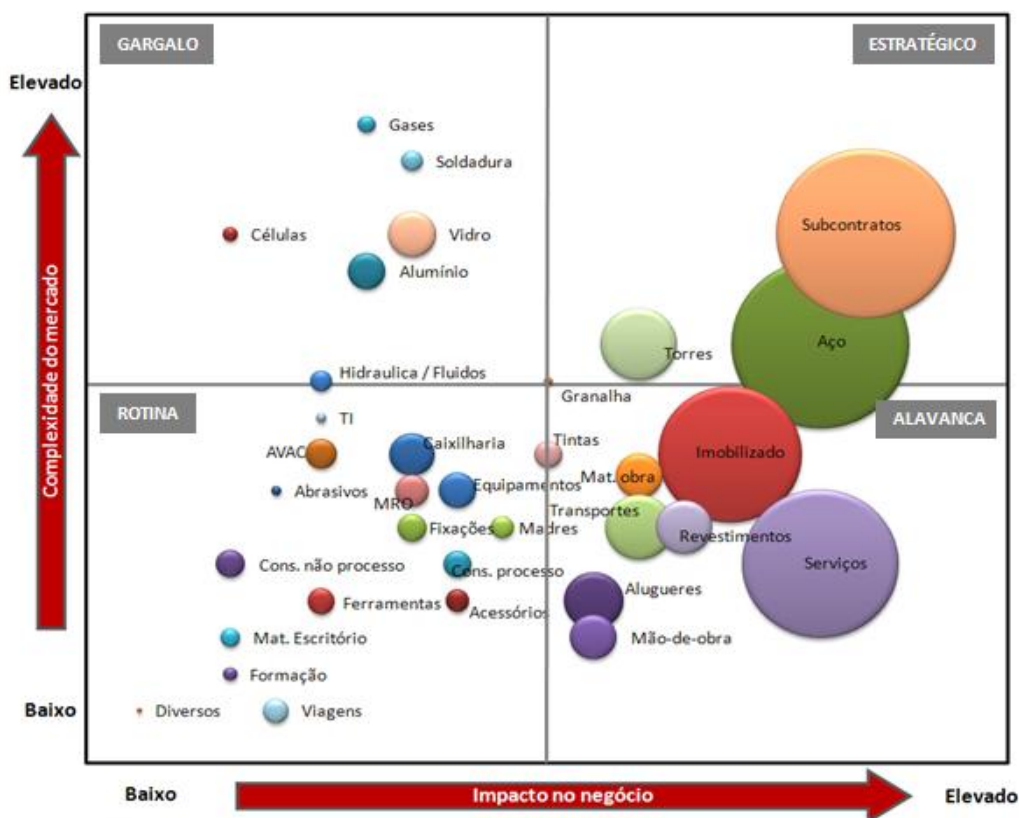 GARGALO
ESTRATÉGICO
Elevado
Gases
Soldadura
Células
Vidro
Subcontratos
Alumínio
Aço
Torres
Hidraulica / Fluidos
Granalha
Complexidade do mercado
ROTINA
ALAVANCA
TI
AVAC
Caixilharia
Tintas
Imobilizado
Abrasivos
MRO
Equipamentos
Mat. obra
Transportes
Fixações
Madres
Revestimentos
Cons. não processo
Cons. processo
Serviços
Alugueres
Ferramentas
Acessórios
Mat. Escritório
Mão-de-obra
Formação
Baixo
Diversos
Viagens
Baixo
Impacto no negócio
Elevado